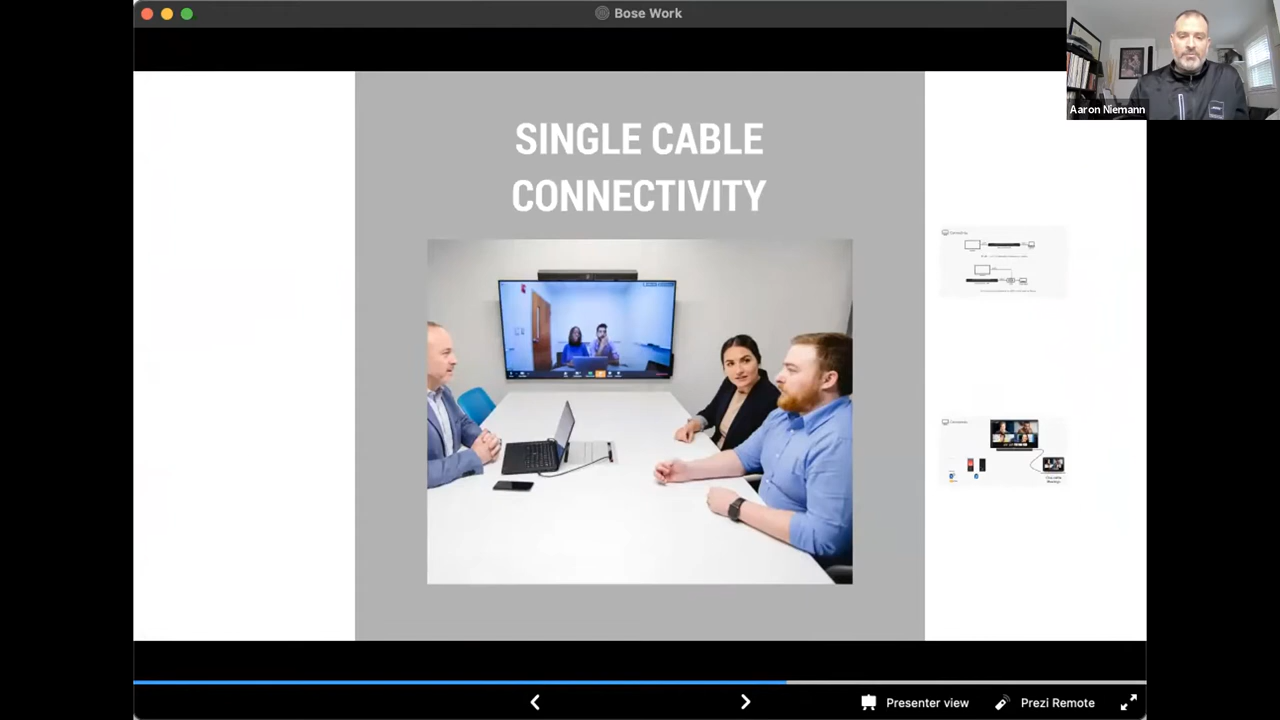 Bose Work
Aaron Niemann
SINGLE CABLE
CONNECTIVITY
Presenter view
Prezi Remote